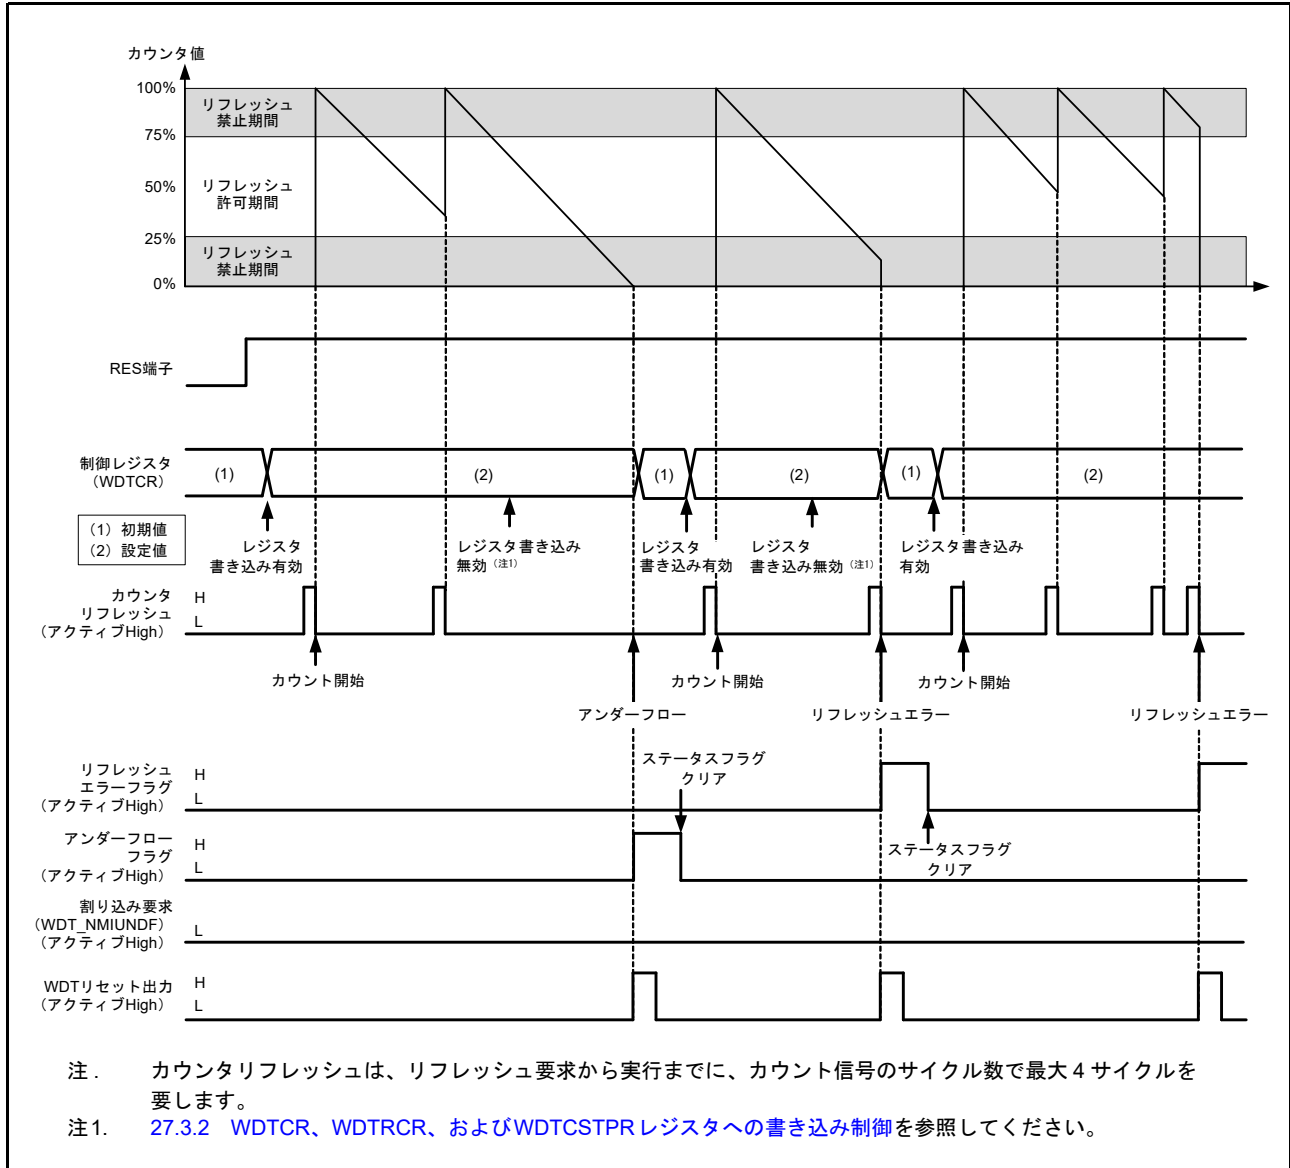 カウンタ値
100%
リフレッシュ
禁止期間
75%
50%
リフレッシュ
許可期間
25%
リフレッシュ
禁止期間
0%
RES端子
制御レジスタ
(WDTCR)
(1)
(2)
(1)
(2)
(1)
(2)
(1) 初期値
(2) 設定値
レジスタ
書き込み有効
レジスタ書き込み
無効（注1）
レジスタ
書き込み有効
レジスタ
書き込み無効（注1）
レジスタ書き込み
有効
カウンタ
リフレッシュ
(アクティブHigh)
H
L
カウント開始
カウント開始
カウント開始
アンダーフロー
リフレッシュエラー
リフレッシュエラー
リフレッシュ
エラーフラグ
(アクティブHigh)
H
L
ステータスフラグ
クリア
アンダーフロー
フラグ
(アクティブHigh)
H
L
ステータスフラグ
クリア
割り込み要求
(WDT_NMIUNDF)
(アクティブHigh)
L
WDTリセット出力
(アクティブHigh)
H
L
注. カウンタリフレッシュは、リフレッシュ要求から実行までに、カウント信号のサイクル数で最大 4 サイクルを
要します。
注1. 27.3.2 WDTCR、WDTRCR、およびWDTCSTPRレジスタへの書き込み制御を参照してください。